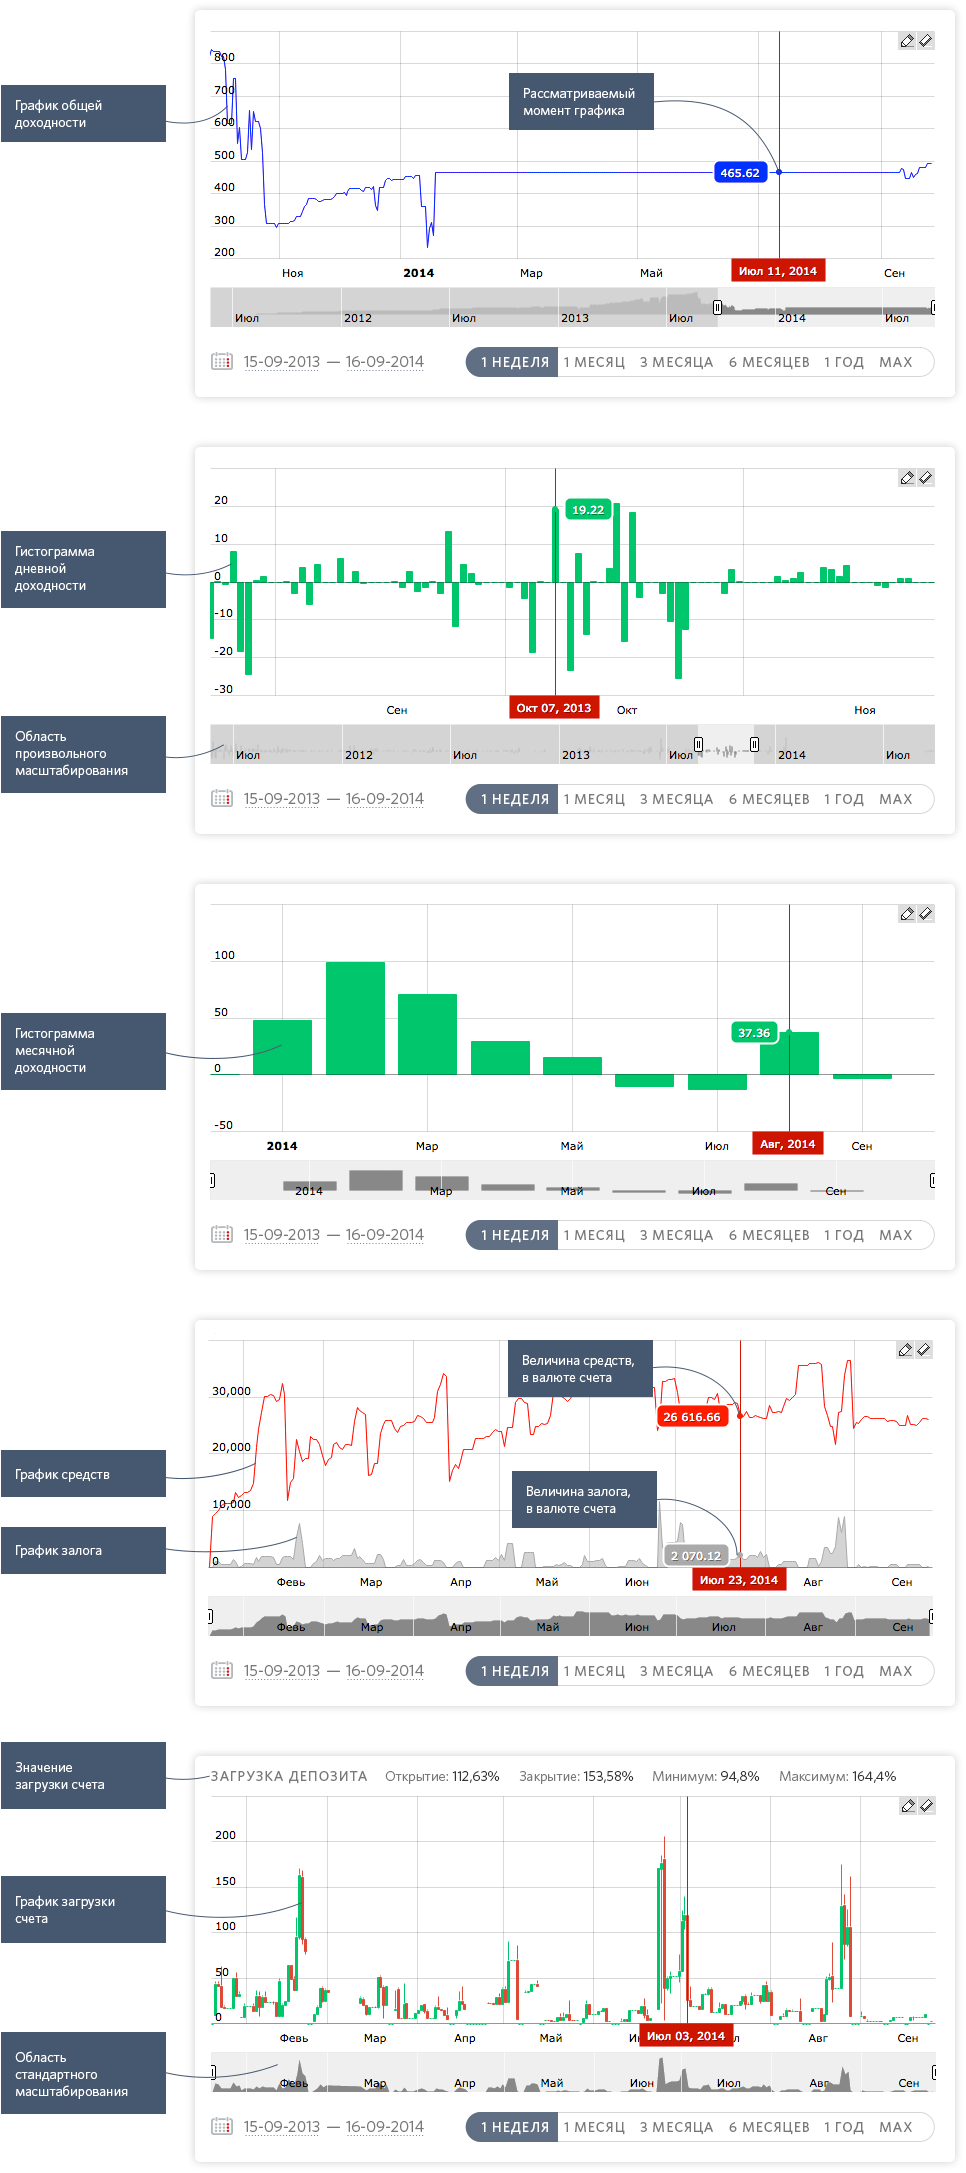 800
700
600
500
400
300
200
График общей
доходности
Рассматриваемый
момент графика
465.62
Ноя
2014
Мар
Май
Июл 11, 2014
Сен
Июл
2012
Июл
2013
Июл
2014
Июл
15-09-2013 — 16-09-2014
1 НЕДЕЛЯ 1 МЕСЯЦ 3 МЕСЯЦА 6 МЕСЯЦЕВ 1 ГОД MAX
20
10
0
-10
-20
-30
19.22
Гистограмма
дневной
доходности
Сен
Окт 07, 2013
Окт
Ноя
Область
произвольного
масштабирования
Июл
2012
Июл
2013
Июл
2014
Июл
15-09-2013 — 16-09-2014
1 НЕДЕЛЯ 1 МЕСЯЦ 3 МЕСЯЦА 6 МЕСЯЦЕВ 1 ГОД MAX
100
50
0
-50
Гистограмма
месячной
доходности
37.36
2014
Мар
Май
Июл
Авг, 2014
Сен
2014
Мар
Май
Июл
Сен
15-09-2013 — 16-09-2014
1 НЕДЕЛЯ 1 МЕСЯЦ 3 МЕСЯЦА 6 МЕСЯЦЕВ 1 ГОД MAX
Величина средств,
в валюте счета
30,000
20,000
10,000
0
26 616.66
График средств
Величина залога,
в валюте счета
График залога
2 070.12
Февь
Мар
Апр
Май
Июн
Июл 23, 2014
Авг
Сен
Февь
Мар
Апр
Май
Июн
Июл
Авг
Сен
15-09-2013 — 16-09-2014
1 НЕДЕЛЯ 1 МЕСЯЦ 3 МЕСЯЦА 6 МЕСЯЦЕВ 1 ГОД MAX
Значение
загрузки счета
ЗАГРУЗКА ДЕПОЗИТА Открытие: 112,63% Закрытие: 153,58% Минимум: 94,8% Максимум: 164,4%
200
150
100
50
0
График загрузки
счета
Февь
Мар
Апр
Май
Июл 03, 2014
Авг
Сен
Область
стандартного
масштабирования
Февь
Мар
Апр
Май
Июн
Июл
Авг
Сен
15-09-2013 — 16-09-2014
1 НЕДЕЛЯ 1 МЕСЯЦ 3 МЕСЯЦА 6 МЕСЯЦЕВ 1 ГОД MAX